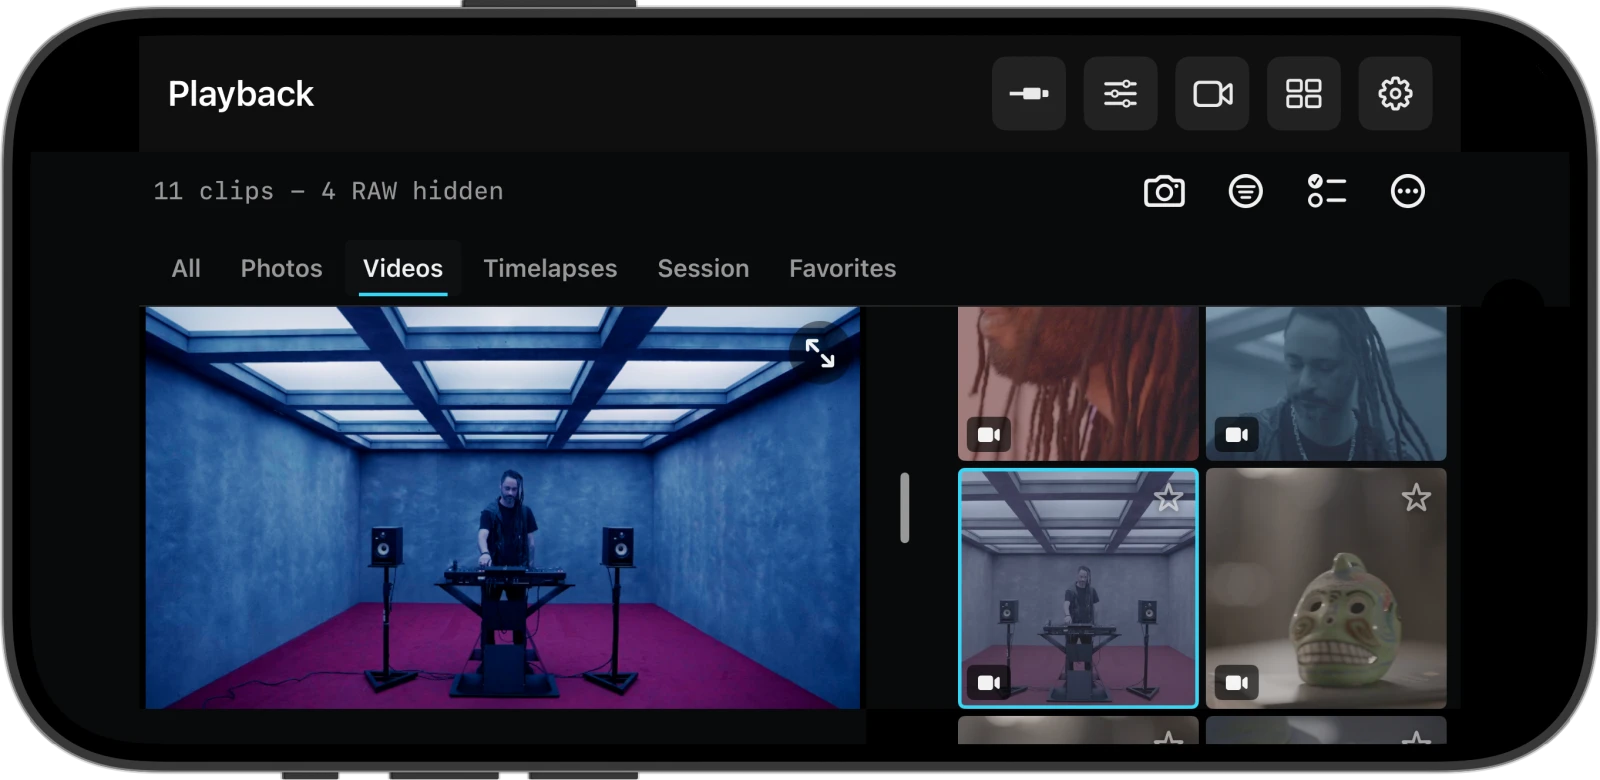 Playback
11 clips – 4 RAW hidden
All Photos Videos Timelapses Session Favorites